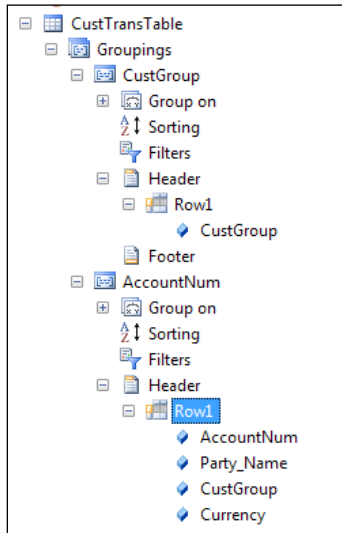 CustTransTable
Groupings
CustGroup
Group on
Sorting
Filters
Header
Row1
CustGroup
Footer
AccountNum
Group on
Sorting
Filters
Header
Row1
AccountNum
Party_Name
CustGroup
Currency